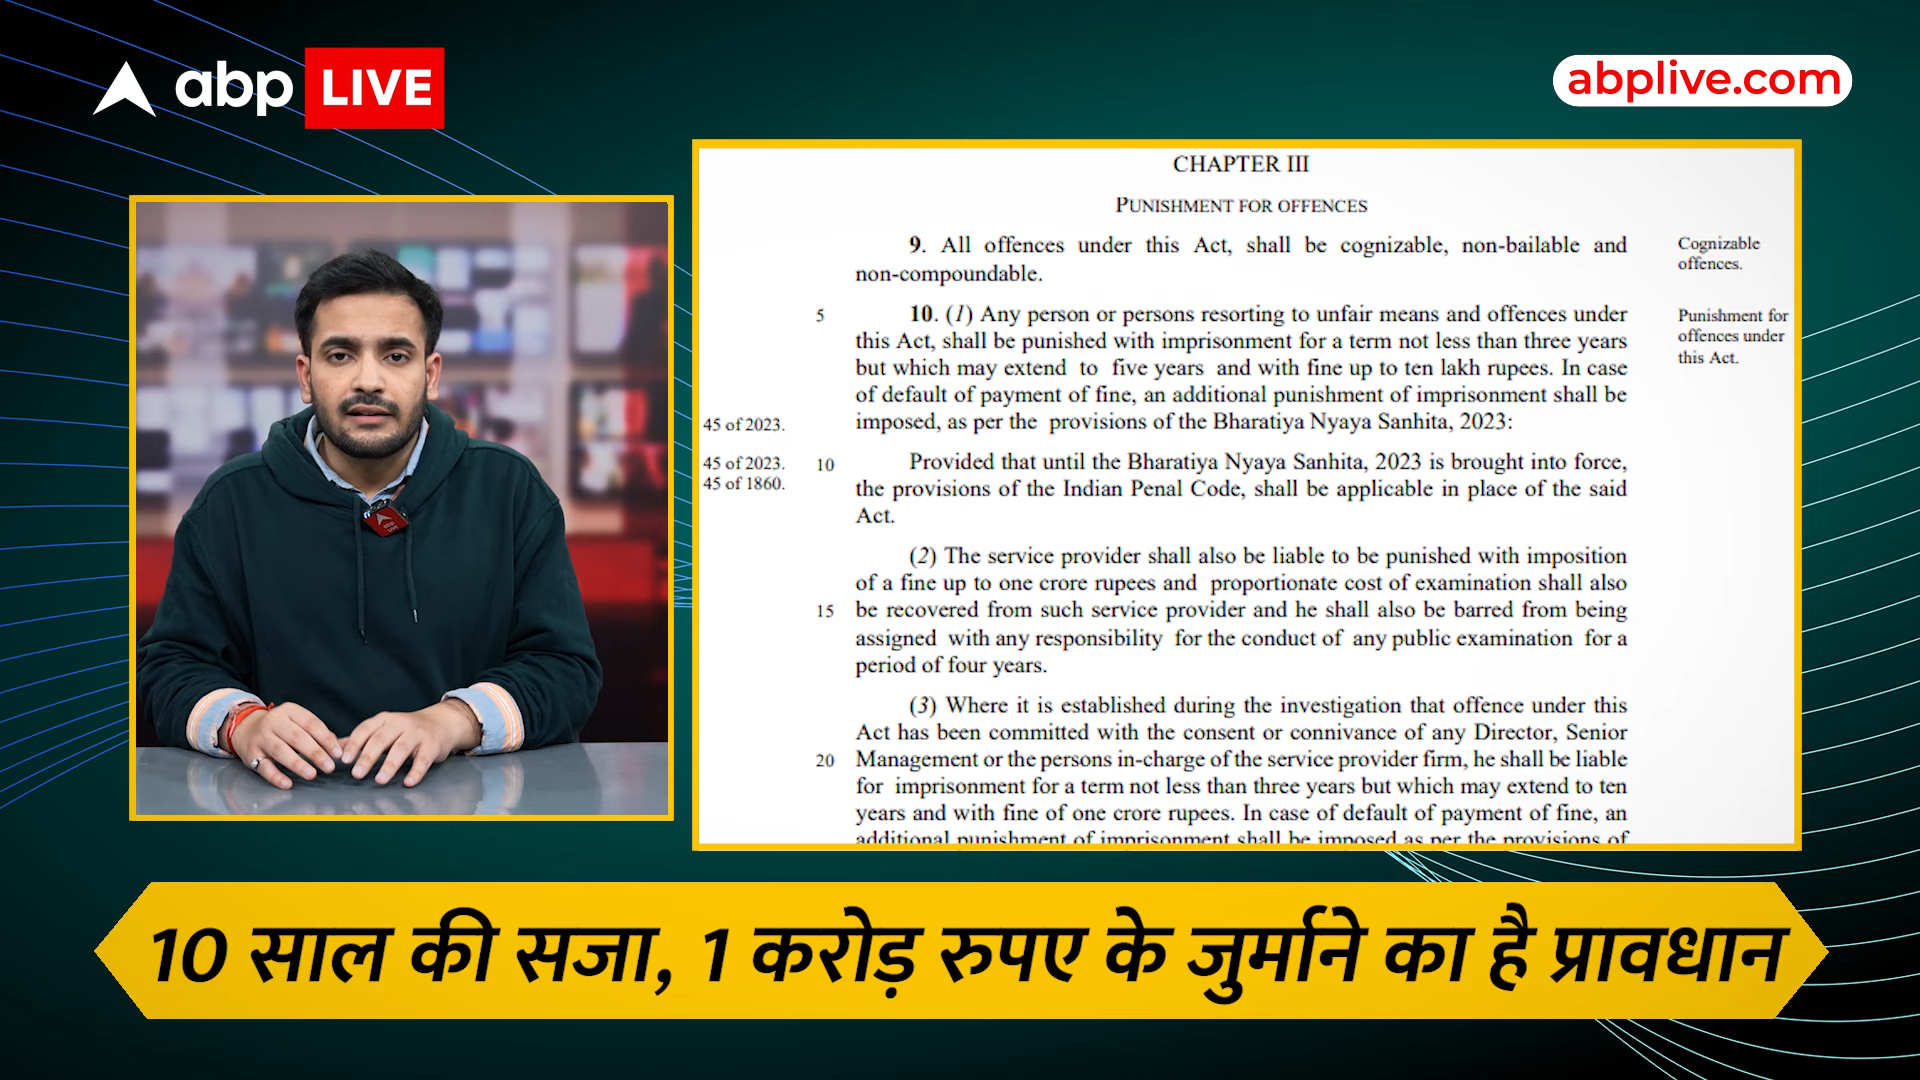 abp LIVE
abplive.com
CHAPTER III
PUNISHMENT FOR OFFENCES
9. All offences under this Act, shall be cognizable, non-bailable and
non-compoundable.
Cognizable
offences.
5
10. (1) Any person or persons resorting to unfair means and offences under
this Act, shall be punished with imprisonment for a term not less than three years
but which may extend to five years and with fine up to ten lakh rupees. In case
of default of payment of fine, an additional punishment of imprisonment shall be
imposed, as per the provisions of the Bharatiya Nyaya Sanhita, 2023:
Punishment for
offences under
this Act.
45 of 2023.
45 of 2023.
45 of 1860.
10
Provided that until the Bharatiya Nyaya Sanhita, 2023 is brought into force,
the provisions of the Indian Penal Code, shall be applicable in place of the said
Act.
(2) The service provider shall also be liable to be punished with imposition
of a fine up to one crore rupees and proportionate cost of examination shall also
15
be recovered from such service provider and he shall also be barred from being
assigned with any responsibility for the conduct of any public examination for a
period of four years.
(3) Where it is established during the investigation that offence under this
Act has been committed with the consent or connivance of any Director, Senior
20
Management or the persons in-charge of the service provider firm, he shall be liable
for imprisonment for a term not less than three years but which may extend to ten
years and with fine of one crore rupees. In case of default of payment of fine, an
additional punishment of imprisonment shall be imposed as per the provisions of
abp LIVE
10 साल की सजा, 1 करोड़ रुपए के जुर्माने का है प्रावधान